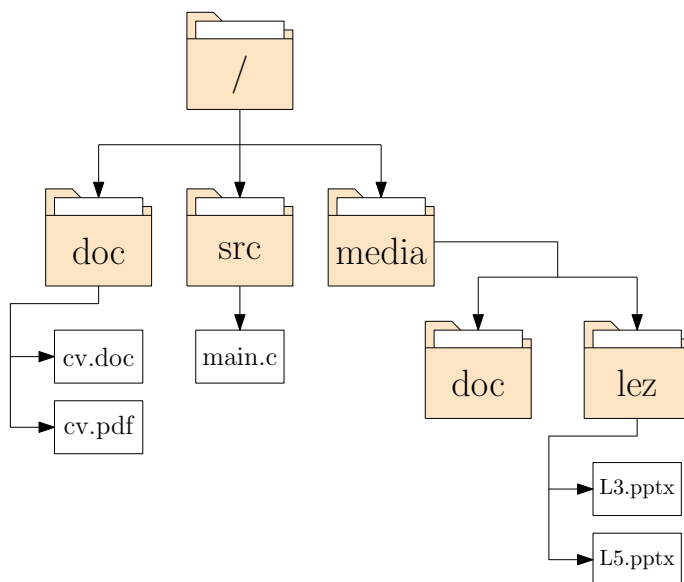 /
doc
src
media
cv.doc
main.c
cv.pdf
doc
lez
L3.pptx
L5.pptx